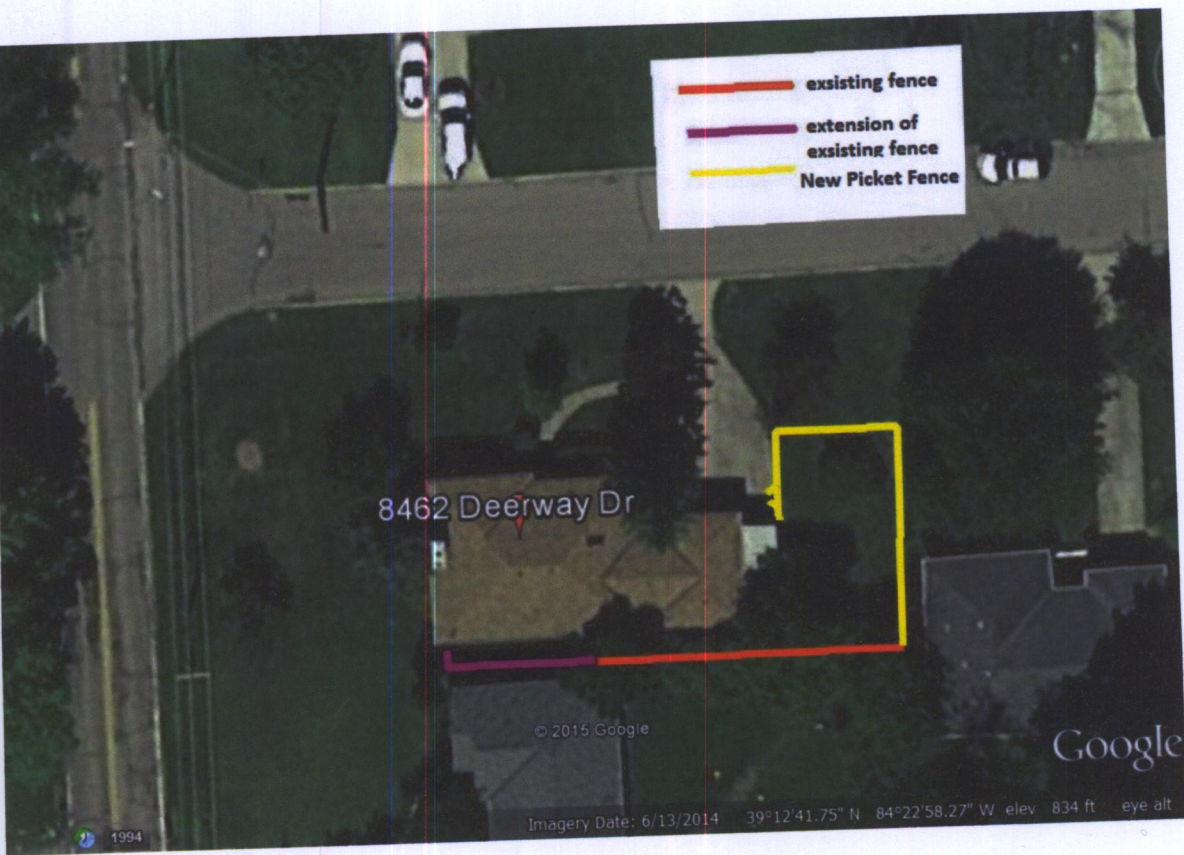 exsisting fence
extension of
exsisting fence
New Picket Fence
8462 Deerway Dr
© 2015 Google
Google
1994
Imagery Date: 6/13/2014 39°12'41.75" N 84°22'58.27" W elev 834 ft eye alt